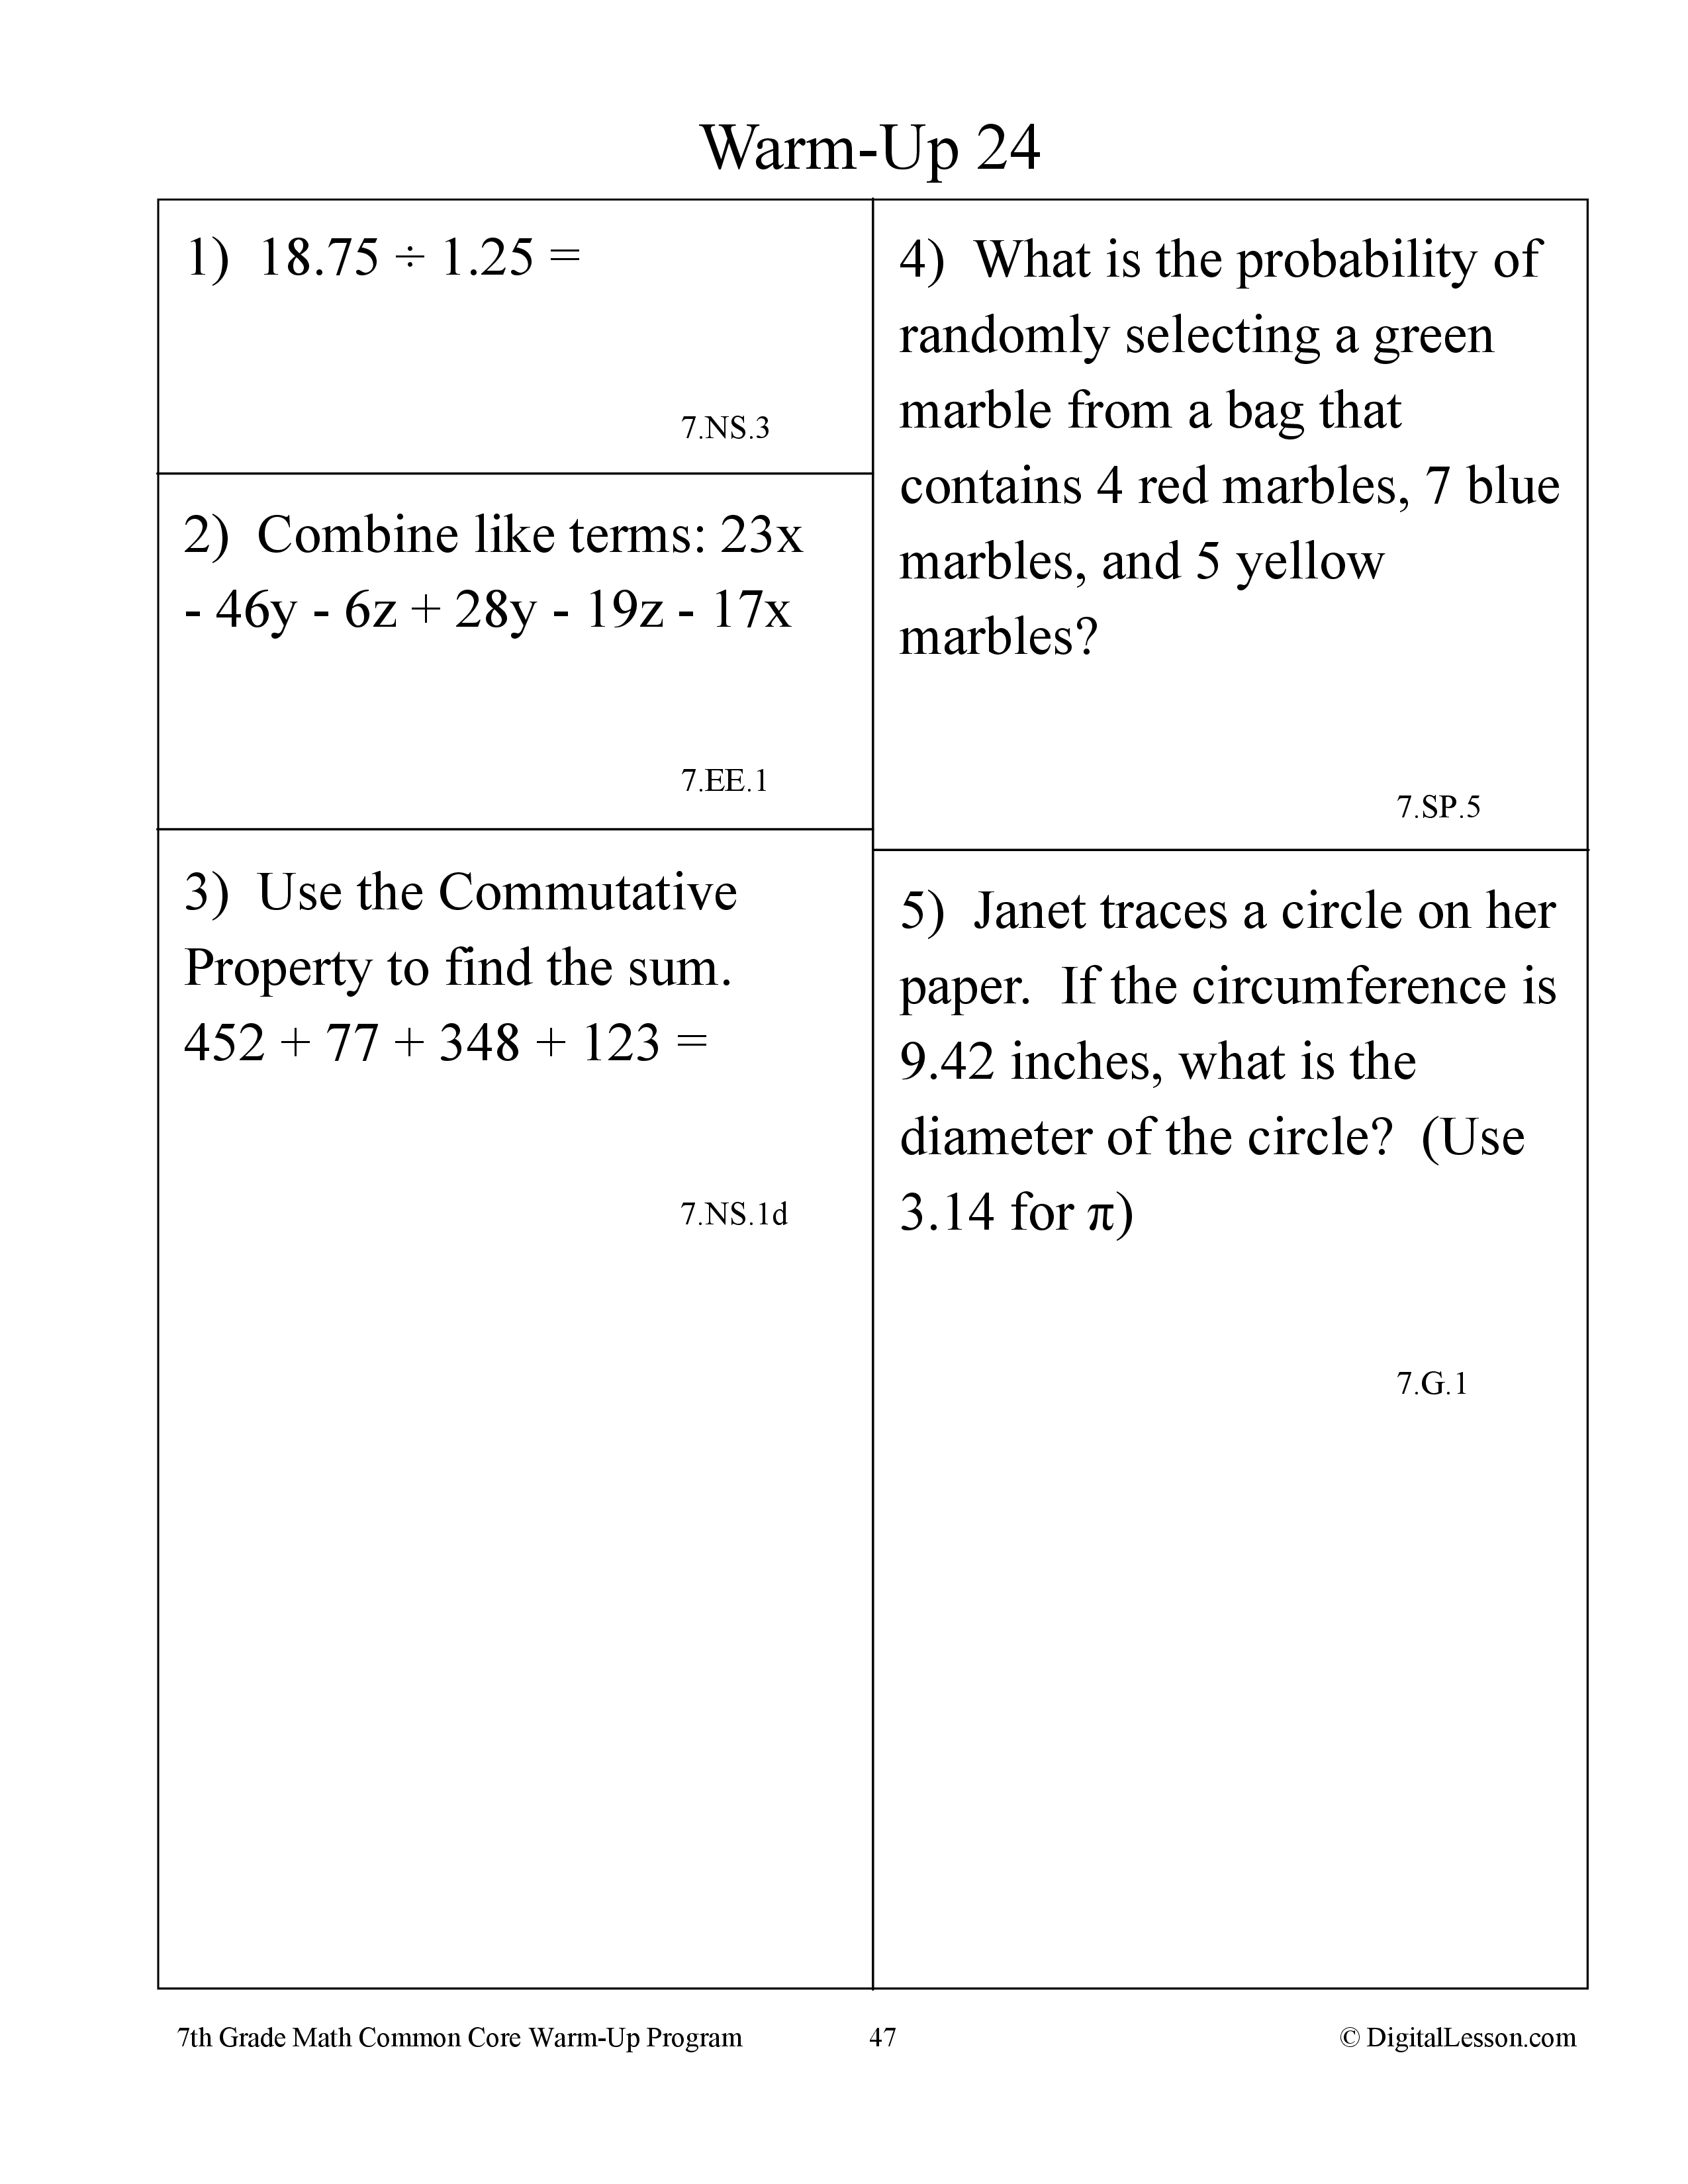 Warm-Up 24
1)  18.75 ÷ 1.25 =
7.NS.3
2)  Combine like terms: 23x
- 46y - 6z + 28y - 19z - 17x
7.EE.1
3)  Use the Commutative
Property to find the sum.
452 + 77 + 348 + 123 =
7.NS.1d
4)  What is the probability of
randomly selecting a green
marble from a bag that
contains 4 red marbles, 7 blue
marbles, and 5 yellow
marbles?
7.SP.5
5)  Janet traces a circle on her
paper.  If the circumference is
9.42 inches, what is the
diameter of the circle?  (Use
3.14 for π)
7.G.1
7th Grade Math Common Core Warm-Up Program
47
© DigitalLesson.com